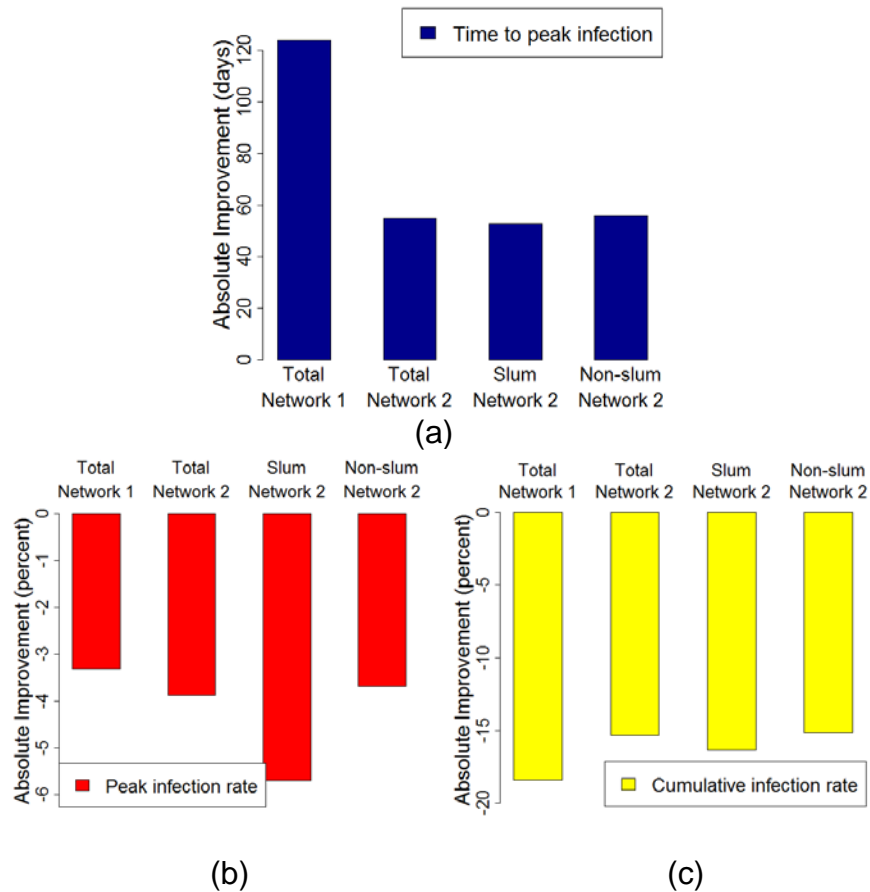 Time to peak infection
Absolute Improvement (days)
120
100
80
60
40
20
0
Total Total Slum Non-slum
Network 1 Network 2 Network 2 Network 2
(a)
Total Total Slum Non-slum
Network 1 Network 2 Network 2 Network 2
Absolute Improvement (percent)
0
-1
-2
-3
-4
-5
-6
Peak infection rate
(b)
Total Total Slum Non-slum
Network 1 Network 2 Network 2 Network 2
Absolute Improvement (percent)
0
-5
-10
-15
-20
Cumulative infection rate
(c)